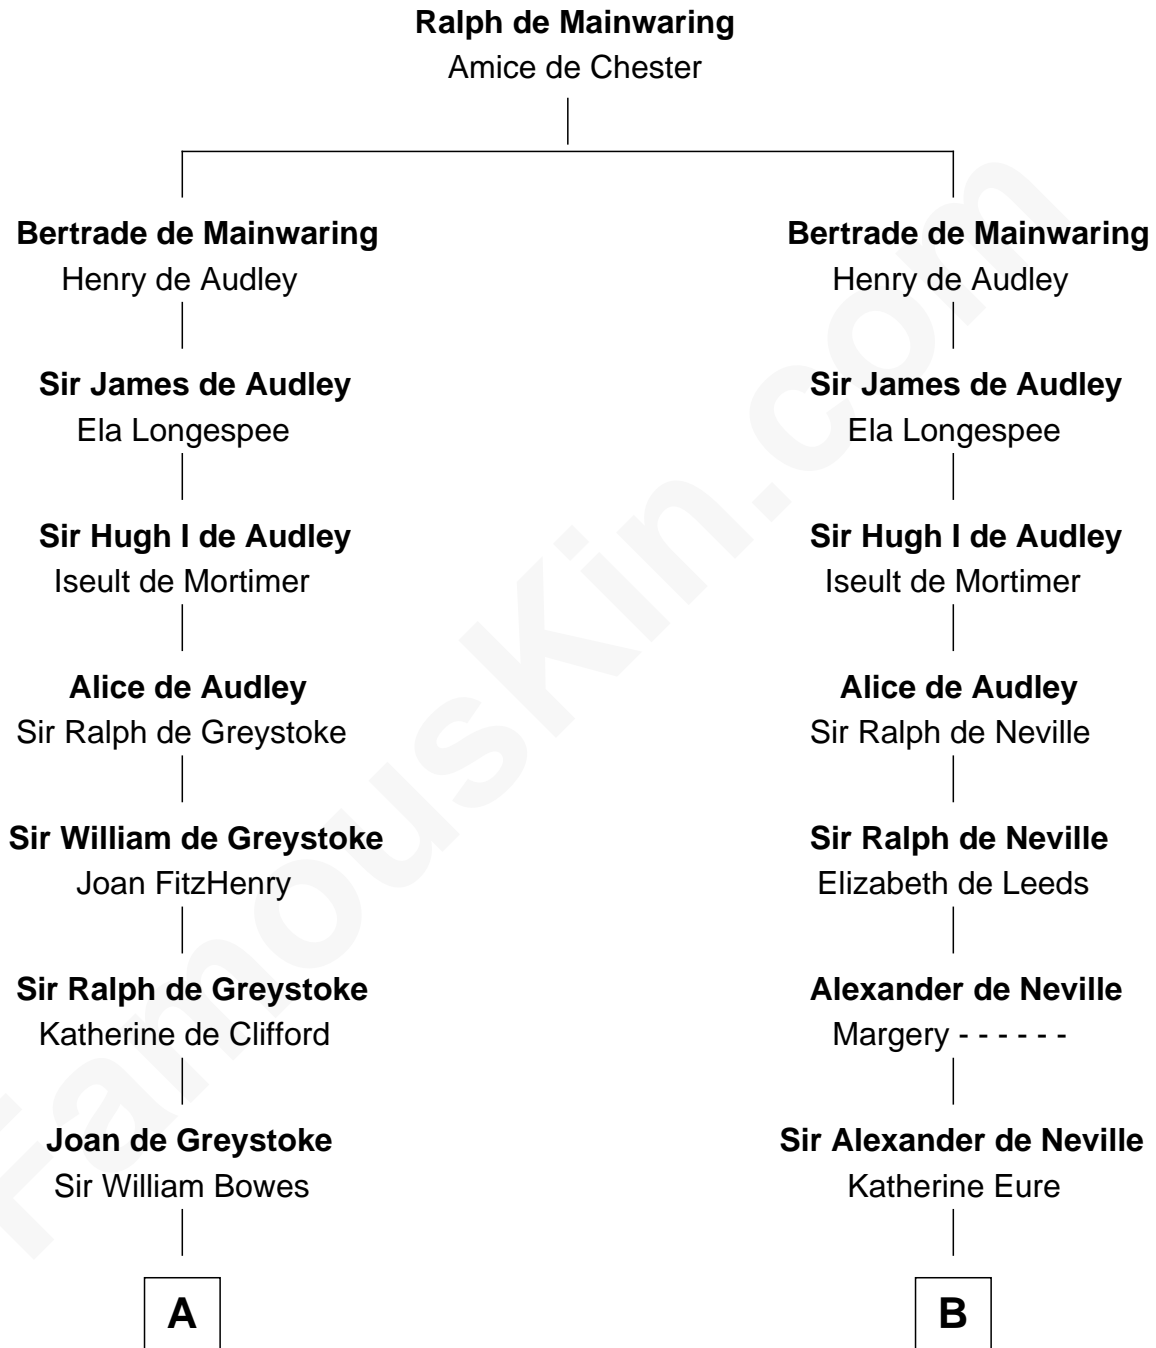 Ralph de Mainwaring
Amice de Chester
Bertrade de Mainwaring
Henry de Audley
Sir James de Audley
Ela Longespee
Sir Hugh I de Audley
Iseult de Mortimer
Alice de Audley
Sir Ralph de Greystoke
Sir William de Greystoke
Joan FitzHenry
Sir Ralph de Greystoke
Katherine de Clifford
Joan de Greystoke
Sir William Bowes
A
Bertrade de Mainwaring
Henry de Audley
Sir James de Audley
Ela Longespee
Sir Hugh I de Audley
Iseult de Mortimer
Alice de Audley
Sir Ralph de Neville
Sir Ralph de Neville
Elizabeth de Leeds
Alexander de Neville
Margery - - - - - -
Sir Alexander de Neville
Katherine Eure
B
FamousKin.com